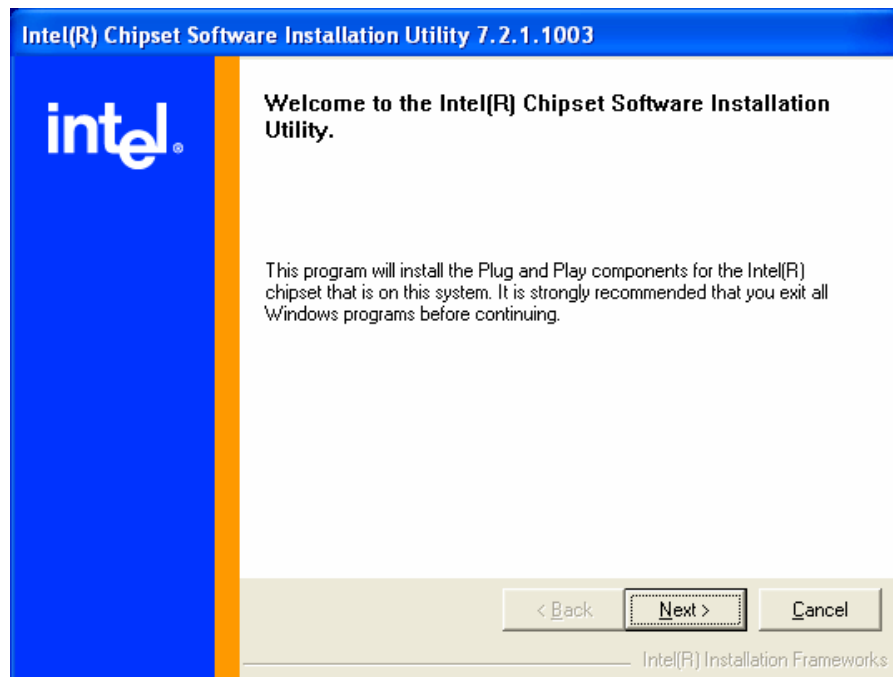 Intel(R) Chipset Software Installation Utility 7.2.1.1003
intel®
Welcome to the Intel(R) Chipset Software Installation
Utility.
This program will install the Plug and Play components for the Intel(R)
chipset that is on this system. It is strongly recommended that you exit all
Windows programs before continuing.
< Back
Next >
Cancel
Intel(R) Installation Frameworks